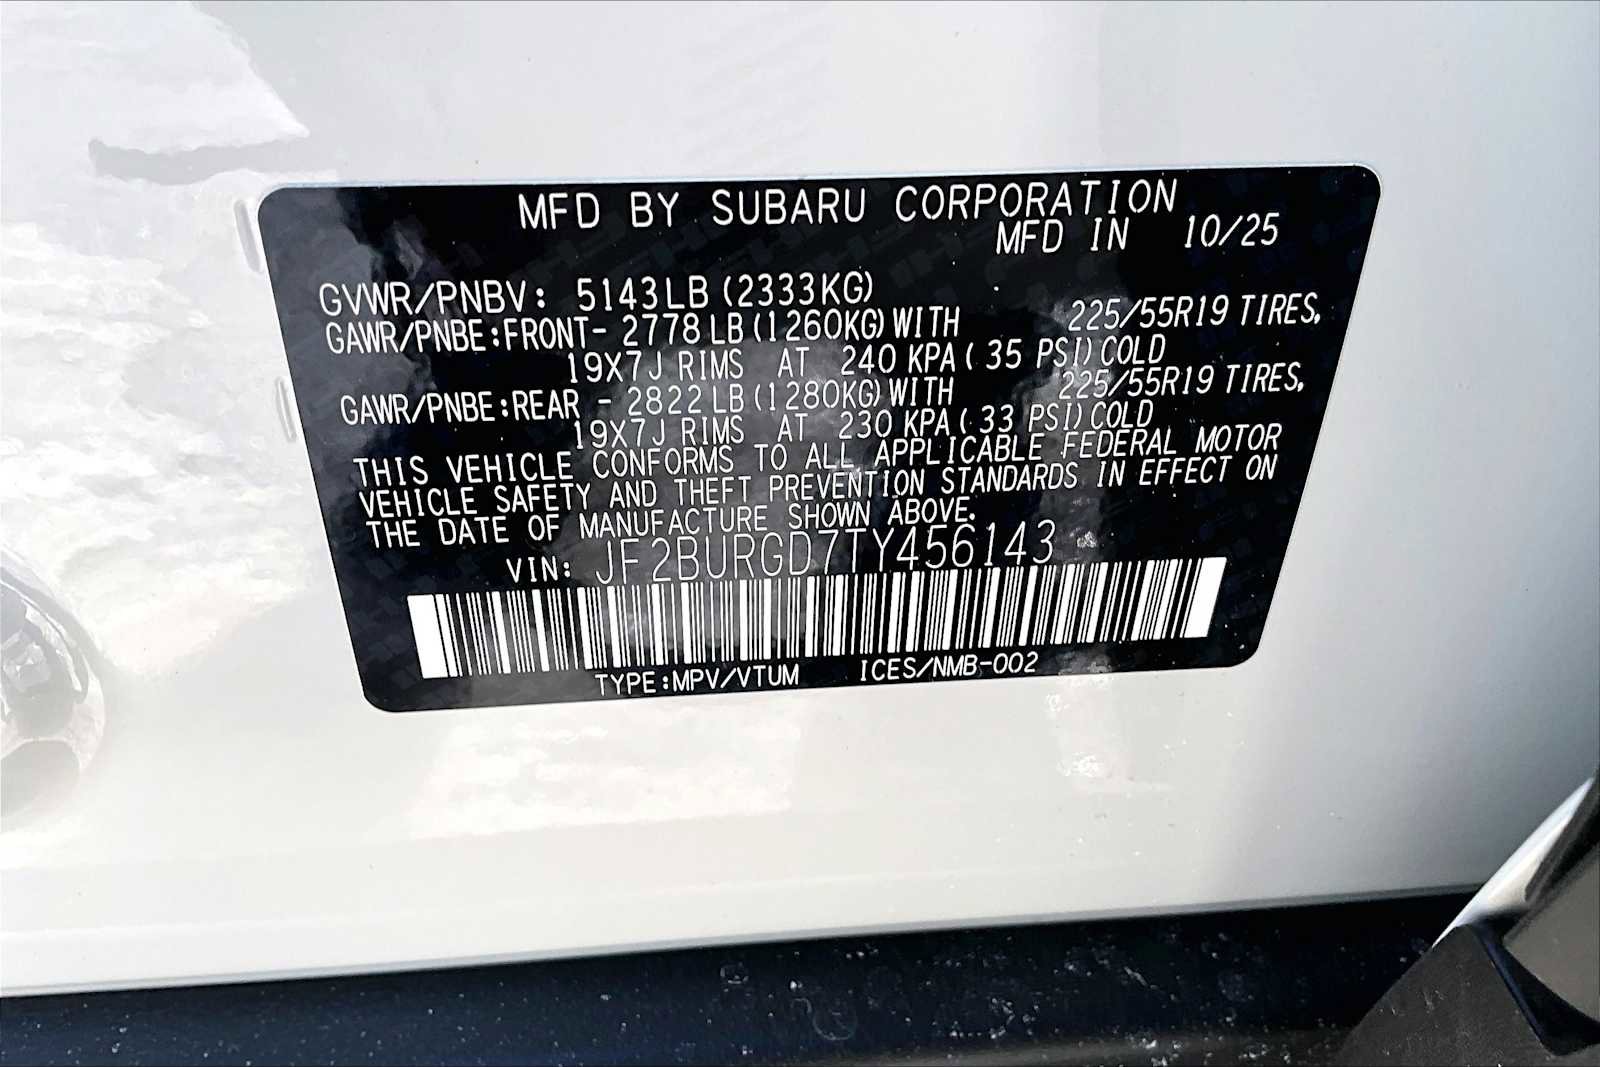 MFD BY SUBARU CORPORATION
MFD IN 10/25
GVWR/PNBV: 5143LB (2333KG)
GAWR/PNBE:FRONT- 2778 LB (1260KG) WITH 225/55R19 TIRES,
19X7J RIMS AT 240 KPA ( 35 PSI) COLD
GAWR/PNBE:REAR - 2822 LB (1280KG) WITH 225/55R19 TIRES,
19X7J RIMS AT 230 KPA ( 33 PSI) COLD
THIS VEHICLE CONFORMS TO ALL APPLICABLE FEDERAL MOTOR
VEHICLE SAFETY AND THEFT PREVENTION STANDARDS IN EFFECT ON
THE DATE OF MANUFACTURE SHOWN ABOVE.
VIN: JF2BURGD7TY456143
TYPE:MPV/VTUM ICES/NMB-002